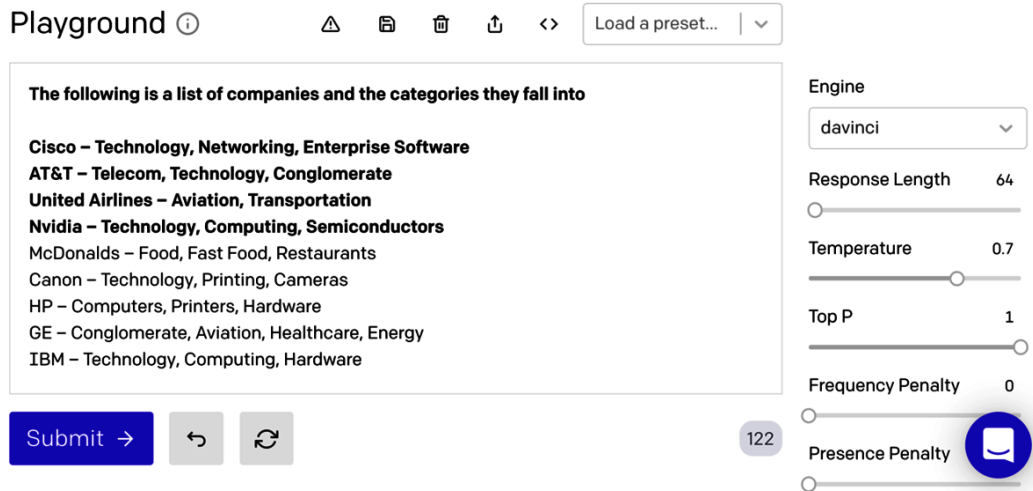 Playground
Load a preset...
The following is a list of companies and the categories they fall into
Cisco – Technology, Networking, Enterprise Software
AT&T – Telecom, Technology, Conglomerate
United Airlines – Aviation, Transportation
Nvidia – Technology, Computing, Semiconductors
McDonalds – Food, Fast Food, Restaurants
Canon – Technology, Printing, Cameras
HP – Computers, Printers, Hardware
GE – Conglomerate, Aviation, Healthcare, Energy
IBM – Technology, Computing, Hardware
Submit →
122
Engine
davinci
Response Length 64
Temperature 0.7
Top P 1
Frequency Penalty 0
Presence Penalty